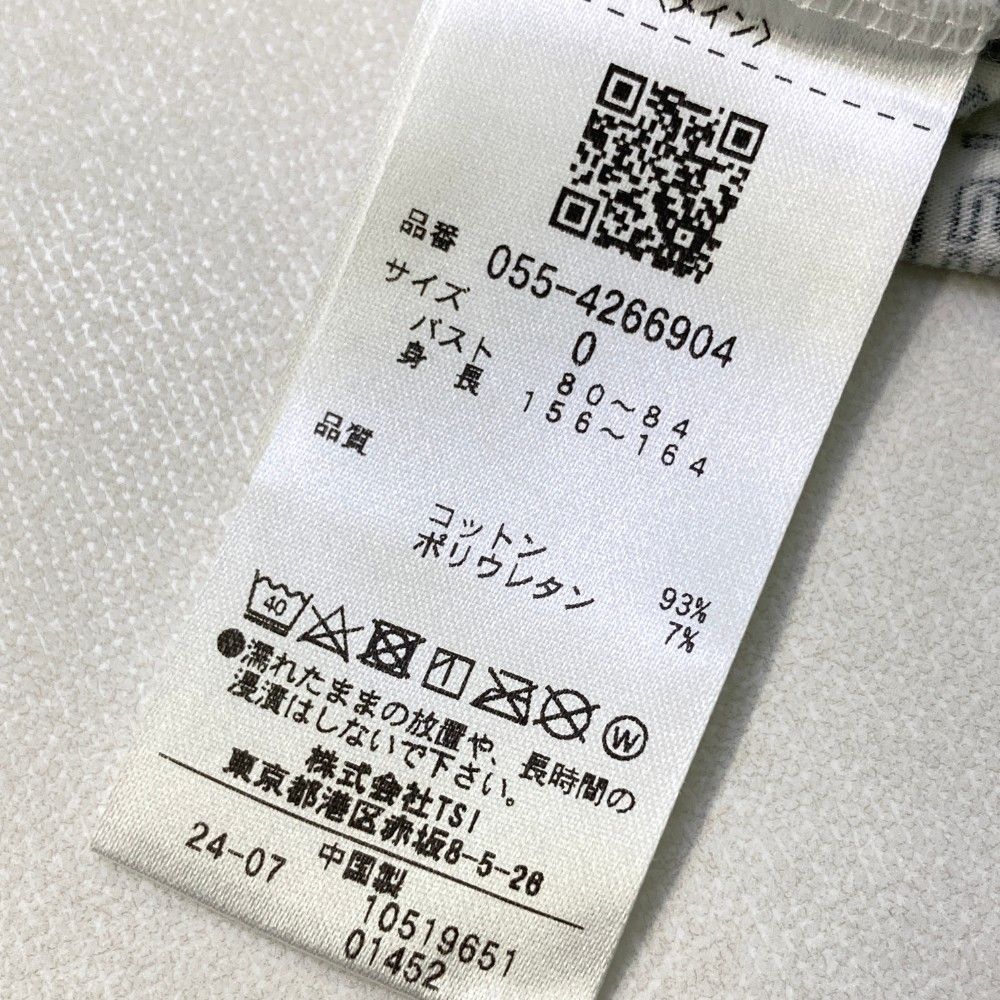 〈メイン〉
品番 055-4266904
サイズ 0
バスト 80～84
身長 156～164
品質
コットン 93%
ポリウレタン 7%
40 W
●濡れたままの放置や、長時間の
浸漬はしないで下さい。
株式会社TSI
東京都港区赤坂8-5-26
24-07 中国製
10519651
01452